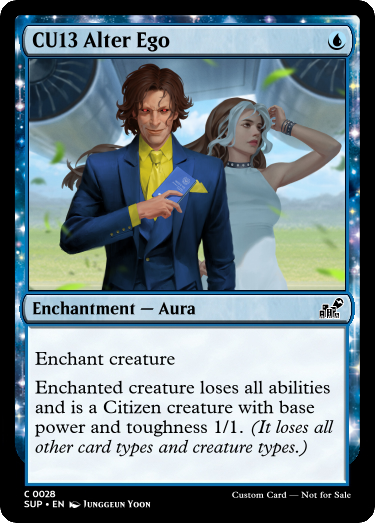 CU13 Alter Ego
Enchantment — Aura
Enchant creature
Enchanted creature loses all abilities
and is a Citizen creature with base
power and toughness 1/1. (It loses all
other card types and creature types.)
C 0028
Custom Card — Not for Sale
SUP • EN Junggeun Yoon